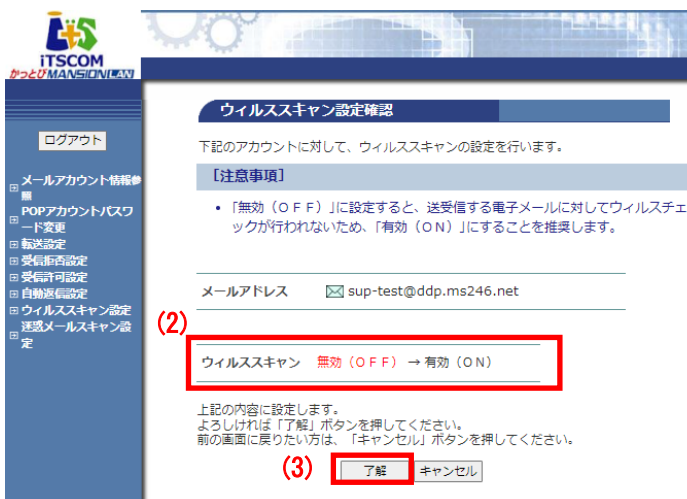 iTSCOM
かっとびMANSIONLAN
ログアウト
メールアカウント情報参
照
POPアカウントパスワ
ード変更
転送設定
受信拒否設定
受信許可設定
自動返信設定
ウィルススキャン設定
迷惑メールスキャン設
定
ウィルススキャン設定確認
下記のアカウントに対して、ウィルススキャンの設定を行います。
［注意事項］
・「無効（ＯＦＦ）」に設定すると、送受信する電子メールに対してウィルスチェ
ックが行われないため、「有効（ＯＮ）」にすることを推奨します。
メールアドレス sup-test@ddp.ms246.net
(2)
ウィルススキャン 無効（ＯＦＦ）→有効（ＯＮ）
上記の内容に設定します。
よろしければ「了解」ボタンを押してください。
前の画面に戻りたい方は、「キャンセル」ボタンを押してください。
(3) 了解 キャンセル